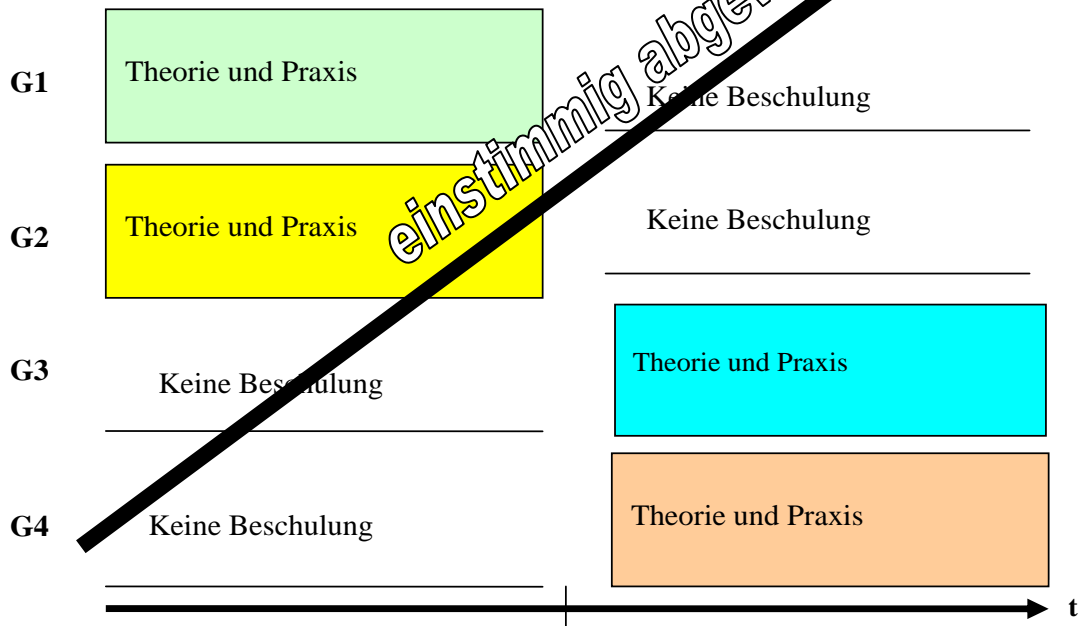 G1 Theorie und Praxis Keine Beschulung
G2 Theorie und Praxis Keine Beschulung
einstimmig
G3 Keine Beschulung Theorie und Praxis
G4 Keine Beschulung Theorie und Praxis
t